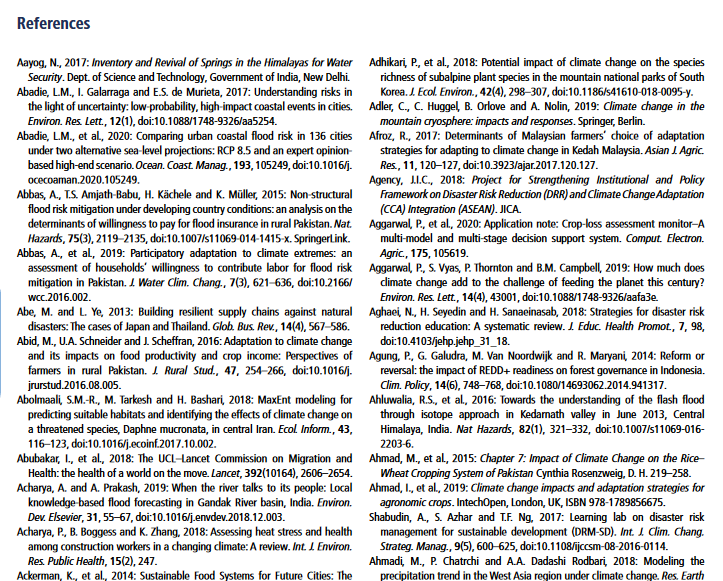 References
Aayog, N., 2017: Inventory and Revival of Springs in the Himalayas for Water
Security. Dept. of Science and Technology, Government of India, New Delhi.
Abadie, L.M., I. Galarraga and E.S. de Murieta, 2017: Understanding risks in
the light of uncertainty: low-probability, high-impact coastal events in cities.
Environ. Res. Lett., 12(1), doi:10.1088/1748-9326/aa5254.
Abadie, L.M., et al., 2020: Comparing urban coastal flood risk in 136 cities
under two alternative sea-level projections: RCP 8.5 and an expert opinion-
based high-end scenario. Ocean. Coast. Manag., 193, 105249, doi:10.1016/j.
ocecoaman.2020.105249.
Abbas, A., T.S. Amjath-Babu, H. Kächele and K. Müller, 2015: Non-structural
flood risk mitigation under developing country conditions: an analysis on the
determinants of willingness to pay for flood insurance in rural Pakistan. Nat.
Hazards, 75(3), 2119–2135, doi:10.1007/s11069-014-1415-x. SpringerLink.
Abbas, A., et al., 2019: Participatory adaptation to climate extremes: an
assessment of households' willingness to contribute labor for flood risk
mitigation in Pakistan. J. Water Clim. Chang., 7(3), 621–636, doi:10.2166/
wcc.2016.002.
Abe, M. and L. Ye, 2013: Building resilient supply chains against natural
disasters: The cases of Japan and Thailand. Glob. Bus. Rev., 14(4), 567–586.
Abid, M., U.A. Schneider and J. Scheffran, 2016: Adaptation to climate change
and its impacts on food productivity and crop income: Perspectives of
farmers in rural Pakistan. J. Rural Stud., 47, 254–266, doi:10.1016/j.
jrurstud.2016.08.005.
Abolmaali, S.M.-R., M. Tarkesh and H. Bashari, 2018: MaxEnt modeling for
predicting suitable habitats and identifying the effects of climate change on
a threatened species, Daphne mucronata, in central Iran. Ecol. Inform., 43,
116–123, doi:10.1016/j.ecoinf.2017.10.002.
Abubakar, I., et al., 2018: The UCL–Lancet Commission on Migration and
Health: the health of a world on the move. Lancet, 392(10164), 2606–2654.
Acharya, A. and A. Prakash, 2019: When the river talks to its people: Local
knowledge-based flood forecasting in Gandak River basin, India. Environ.
Dev. Elsevier, 31, 55–67, doi:10.1016/j.envdev.2018.12.003.
Acharya, P., B. Boggess and K. Zhang, 2018: Assessing heat stress and health
among construction workers in a changing climate: A review. Int. J. Environ.
Res. Public Health, 15(2), 247.
Ackerman, K., et al., 2014: Sustainable Food Systems for Future Cities: The
Adhikari, P., et al., 2018: Potential impact of climate change on the species
richness of subalpine plant species in the mountain national parks of South
Korea. J. Ecol. Environ., 42(4), 298–307, doi:10.1186/s41610-018-0095-y.
Adler, C., C. Huggel, B. Orlove and A. Nolin, 2019: Climate change in the
mountain cryosphere: impacts and responses. Springer, Berlin.
Afroz, R., 2017: Determinants of Malaysian farmers' choice of adaptation
strategies for adapting to climate change in Kedah Malaysia. Asian J. Agric.
Res., 11, 120–127, doi:10.3923/ajar.2017.120.127.
Agency, J.I.C., 2018: Project for Strengthening Institutional and Policy
Framework on Disaster Risk Reduction (DRR) and Climate Change Adaptation
(CCA) Integration (ASEAN). JICA.
Aggarwal, P., et al., 2020: Application note: Crop-loss assessment monitor–A
multi-model and multi-stage decision support system. Comput. Electron.
Agric., 175, 105619.
Aggarwal, P., S. Vyas, P. Thornton and B.M. Campbell, 2019: How much does
climate change add to the challenge of feeding the planet this century?
Environ. Res. Lett., 14(4), 43001, doi:10.1088/1748-9326/aafa3e.
Aghaei, N., H. Seyedin and H. Sanaeinasab, 2018: Strategies for disaster risk
reduction education: A systematic review. J. Educ. Health Promot., 7, 98,
doi:10.4103/jehp.jehp_31_18.
Agung, P., G. Galudra, M. Van Noordwijk and R. Maryani, 2014: Reform or
reversal: the impact of REDD+ readiness on forest governance in Indonesia.
Clim. Policy, 14(6), 748–768, doi:10.1080/14693062.2014.941317.
Ahluwalia, R.S., et al., 2016: Towards the understanding of the flash flood
through isotope approach in Kedarnath valley in June 2013, Central
Himalaya, India. Nat Hazards, 82(1), 321–332, doi:10.1007/s11069-016-
2203-6.
Ahmad, M., et al., 2015: Chapter 7: Impact of Climate Change on the Rice–
Wheat Cropping System of Pakistan Cynthia Rosenzweig, D. H. 219–258.
Ahmad, I., et al., 2019: Climate change impacts and adaptation strategies for
agronomic crops. IntechOpen, London, UK, ISBN 978-1789856675.
Shabudin, A., S. Azhar and T.F. Ng, 2017: Learning lab on disaster risk
management for sustainable development (DRM-SD). Int. J. Clim. Chang.
Strateg. Manag., 9(5), 600–625, doi:10.1108/ijccsm-08-2016-0114.
Ahmadi, M., P. Chatrchi and A.A. Dadashi Rodbari, 2018: Modeling the
precipitation trend in the West Asia region under climate change. Res. Earth